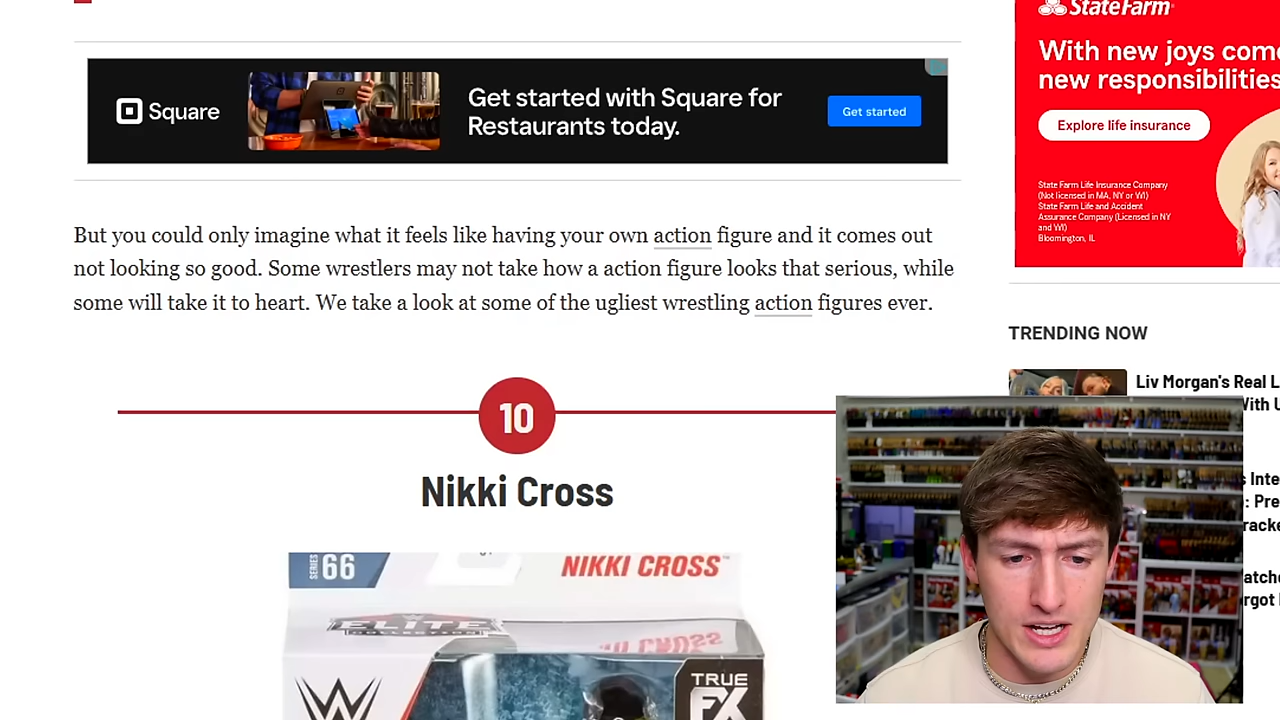 StateFarm
With new joys com
new responsibilities
Explore life insurance
State Farm Life Insurance Company
(Not licensed in MA, NY or WI)
State Farm Life and Accident
Assurance Company (Licensed in NY
and WI)
Bloomington, IL
Square
Get started with Square for
Restaurants today.
Get started
But you could only imagine what it feels like having your own action figure and it comes out
not looking so good. Some wrestlers may not take how a action figure looks that serious, while
some will take it to heart. We take a look at some of the ugliest wrestling action figures ever.
TRENDING NOW
Liv Morgan's Real L
With U
10
Nikki Cross
SERIES 66
NIKKI CROSS™
ELITE
COLLECTION
TRUE
FX
W